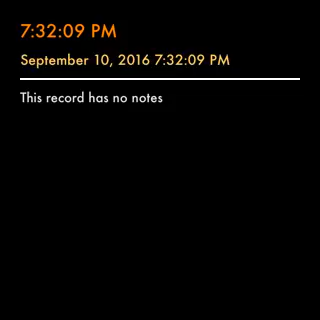 7:32:09 PM
September 10, 2016 7:32:09 PM
This record has no notes